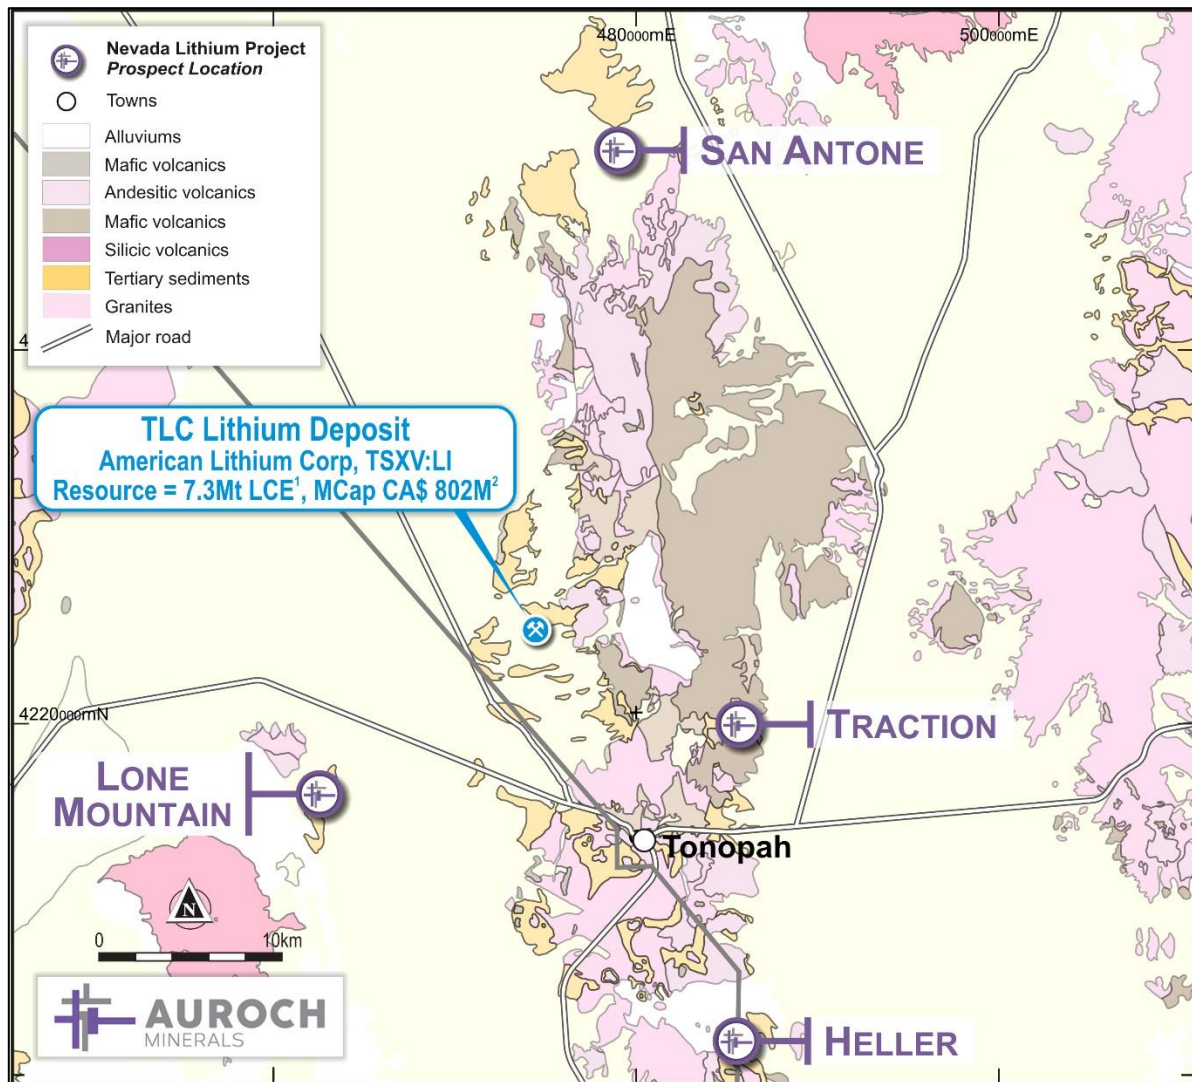 Nevada Lithium Project
Prospect Location
Towns
Alluviums
Mafic volcanics
Andesitic volcanics
Mafic volcanics
Silicic volcanics
Tertiary sediments
Granites
Major road
480000mE
500000mE
SAN ANTONE
4
TLC Lithium Deposit
American Lithium Corp, TSXV:LI
Resource = 7.3Mt LCE¹, MCap CA$ 802M²
4220000mN
TRACTION
LONE
MOUNTAIN
Tonopah
N
0 10km
AUROCH
MINERALS
HELLER